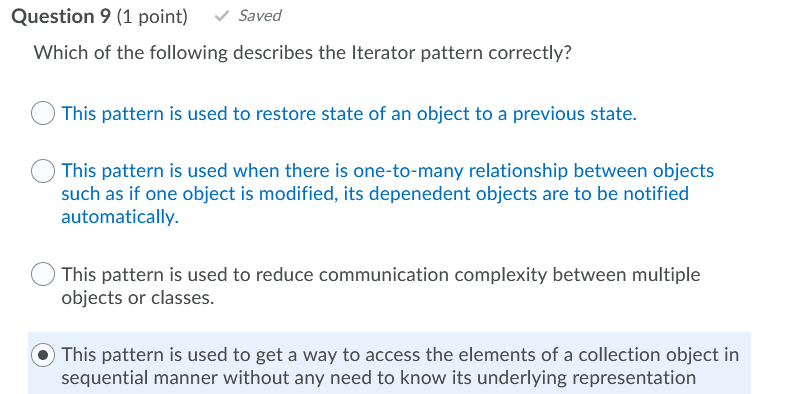 Question 9 (1 point) Saved
Which of the following describes the Iterator pattern correctly?
This pattern is used to restore state of an object to a previous state.
This pattern is used when there is one-to-many relationship between objects
such as if one object is modified, its depenedent objects are to be notified
automatically.
This pattern is used to reduce communication complexity between multiple
objects or classes.
This pattern is used to get a way to access the elements of a collection object in
sequential manner without any need to know its underlying representation